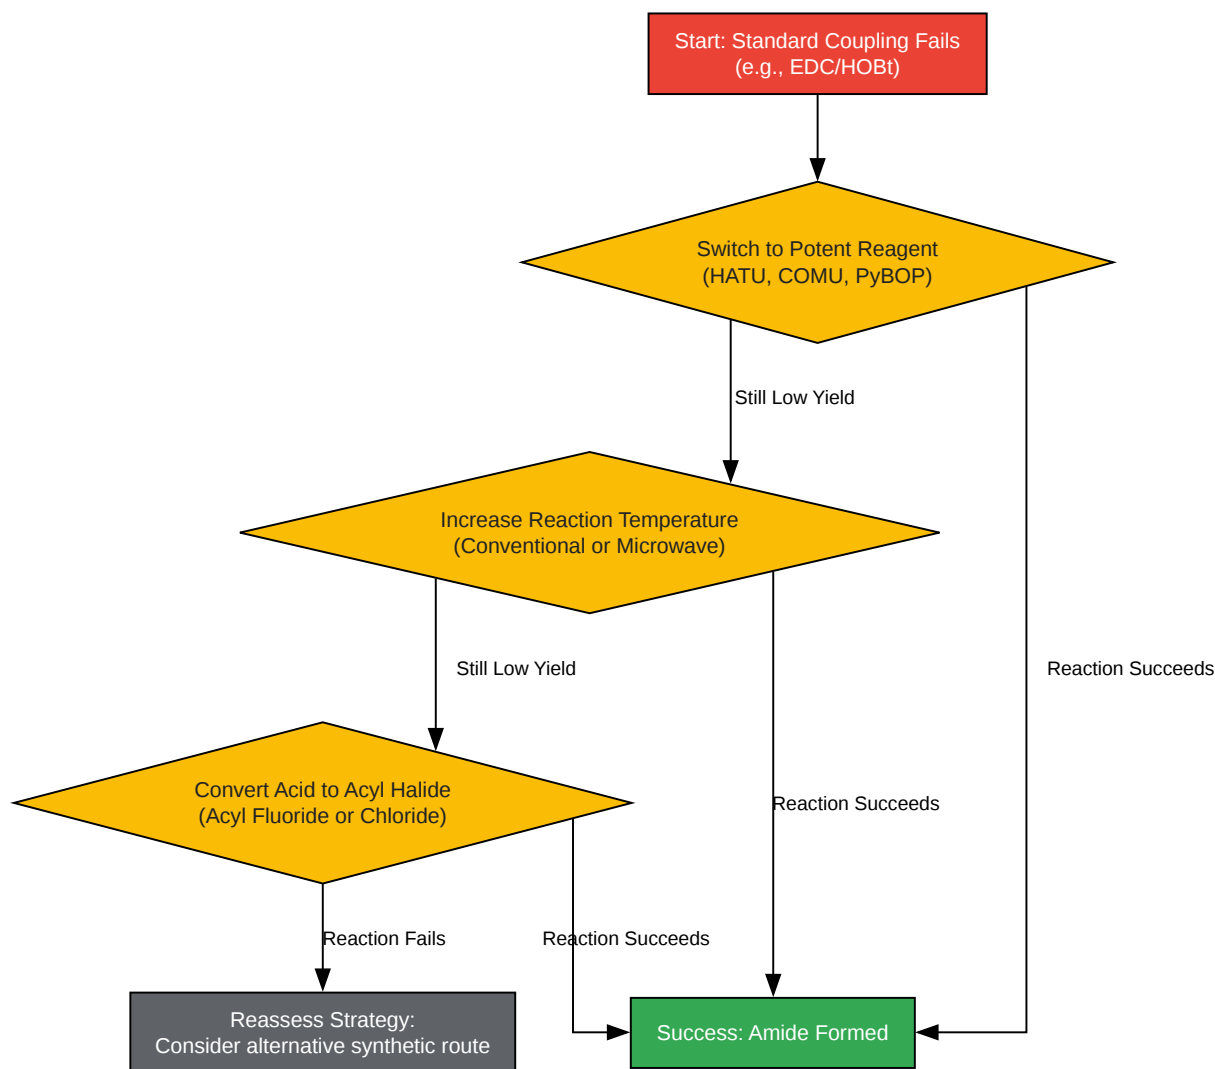 Start: Standard Coupling Fails
(e.g., EDC/HOBt)
Switch to Potent Reagent
(HATU, COMU, PyBOP)
Still Low Yield
Increase Reaction Temperature
(Conventional or Microwave)
Still Low Yield
Reaction Succeeds
Convert Acid to Acyl Halide
(Acyl Fluoride or Chloride)
Reaction Succeeds
Reaction Fails
Reaction Succeeds
Reassess Strategy:
Consider alternative synthetic route
Success: Amide Formed